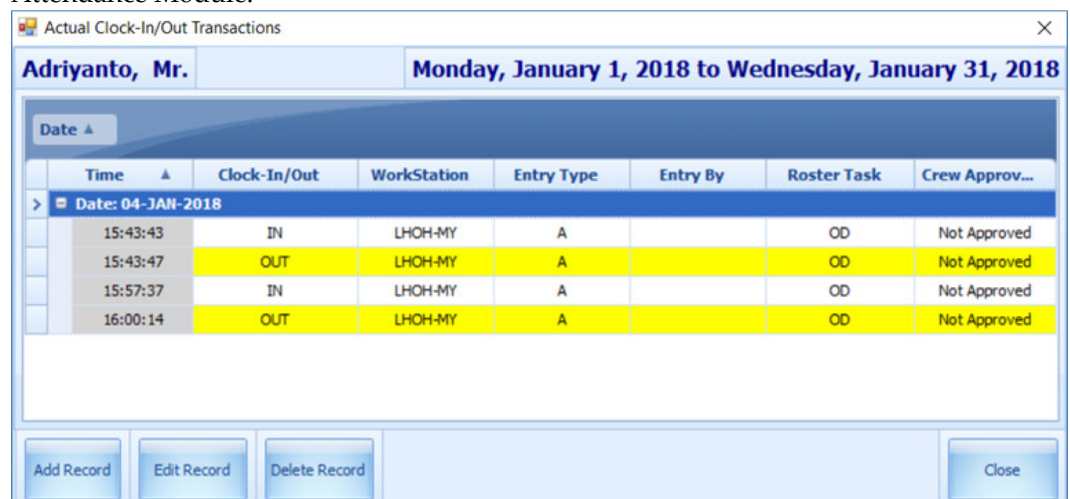 Attendance Module.
Actual Clock-In/Out Transactions
Adriyanto, Mr. Monday, January 1, 2018 to Wednesday, January 31, 2018
Date
Time Clock-In/Out WorkStation Entry Type Entry By Roster Task Crew Approv...
Date: 04-JAN-2018
15:43:43 IN LHOH-MY A OD Not Approved
15:43:47 OUT LHOH-MY A OD Not Approved
15:57:37 IN LHOH-MY A OD Not Approved
16:00:14 OUT LHOH-MY A OD Not Approved
Add Record Edit Record Delete Record Close